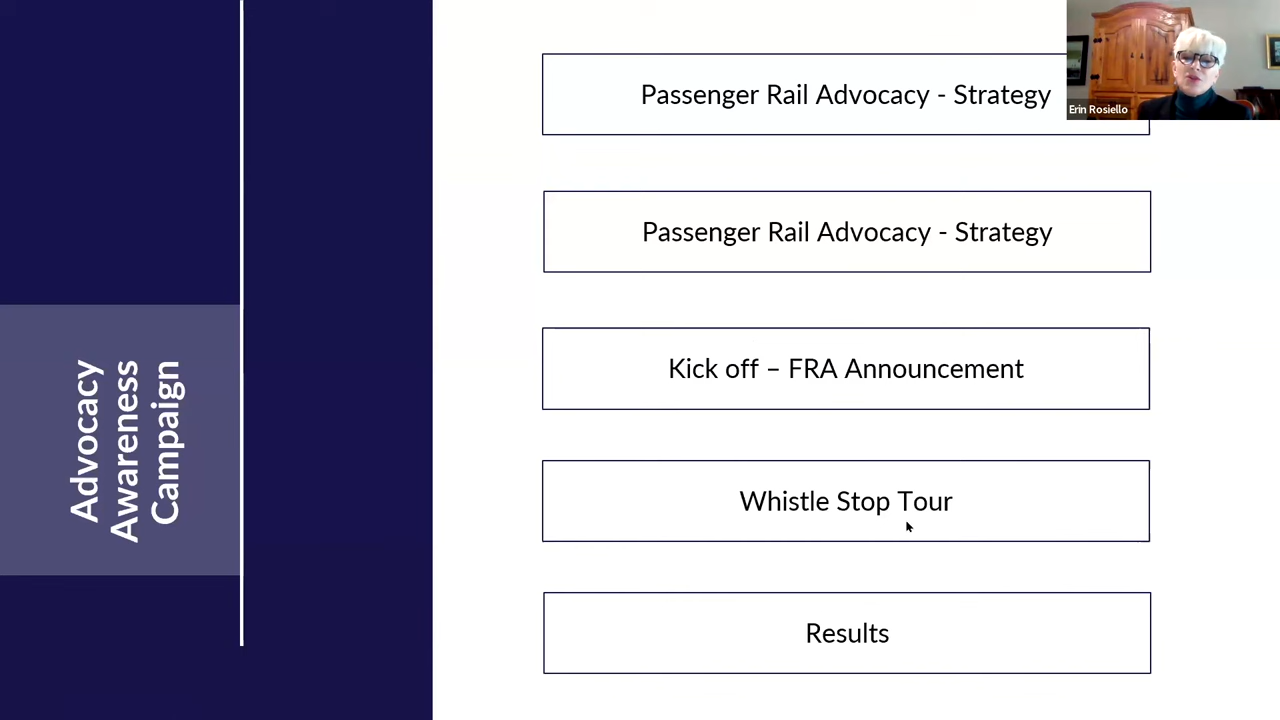 Advocacy
Awareness
Campaign
Passenger Rail Advocacy - Strategy
Passenger Rail Advocacy - Strategy
Kick off – FRA Announcement
Whistle Stop Tour
Results
Erin Rosiello